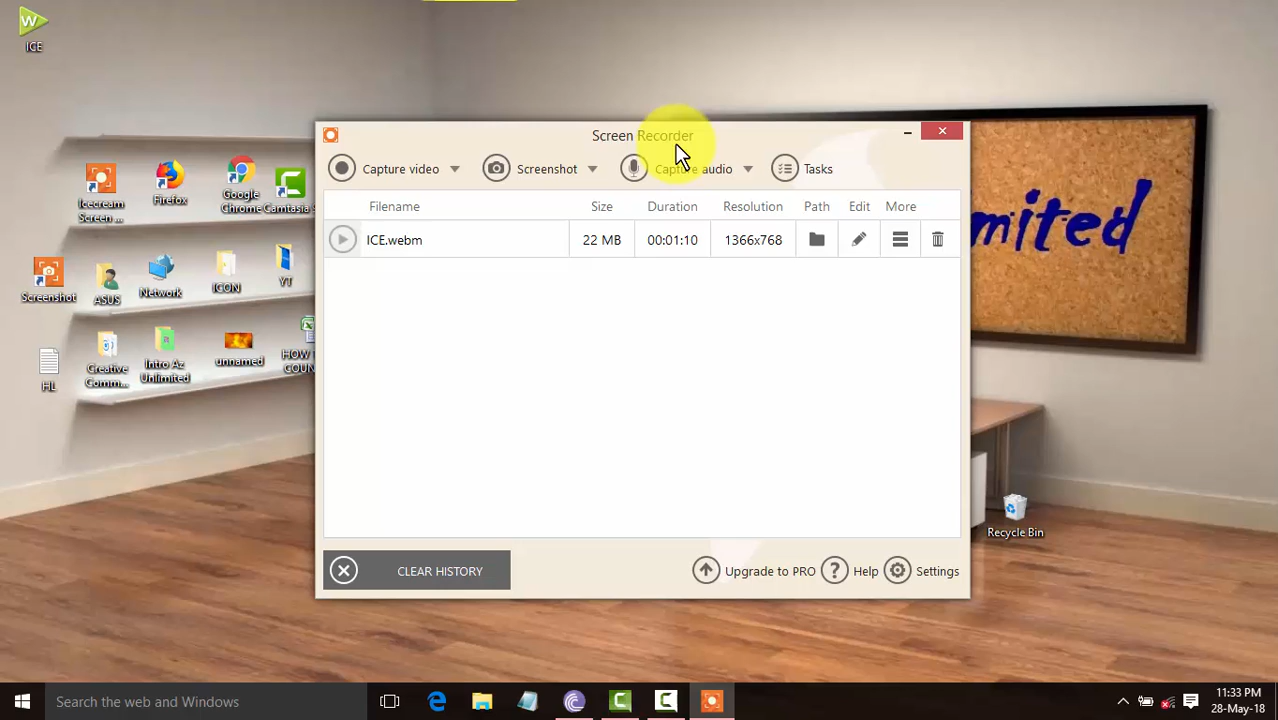 W
ICE
Icecream
Screen ...
Firefox
Google
Chrome
Camtasia S
Screenshot
ASUS
Network
ICON
YT
HL
Creative
Comm...
Intro Az
Unlimited
unnamed
HOW T
COUN
mited
Screen Recorder
Capture video
Screenshot
Capture audio
Tasks
Filename
Size
Duration
Resolution
Path
Edit
More
ICE.webm
22 MB
00:01:10
1366x768
CLEAR HISTORY
Upgrade to PRO
?
Help
Settings
Recycle Bin
Search the web and Windows
11:33 PM
28-May-18